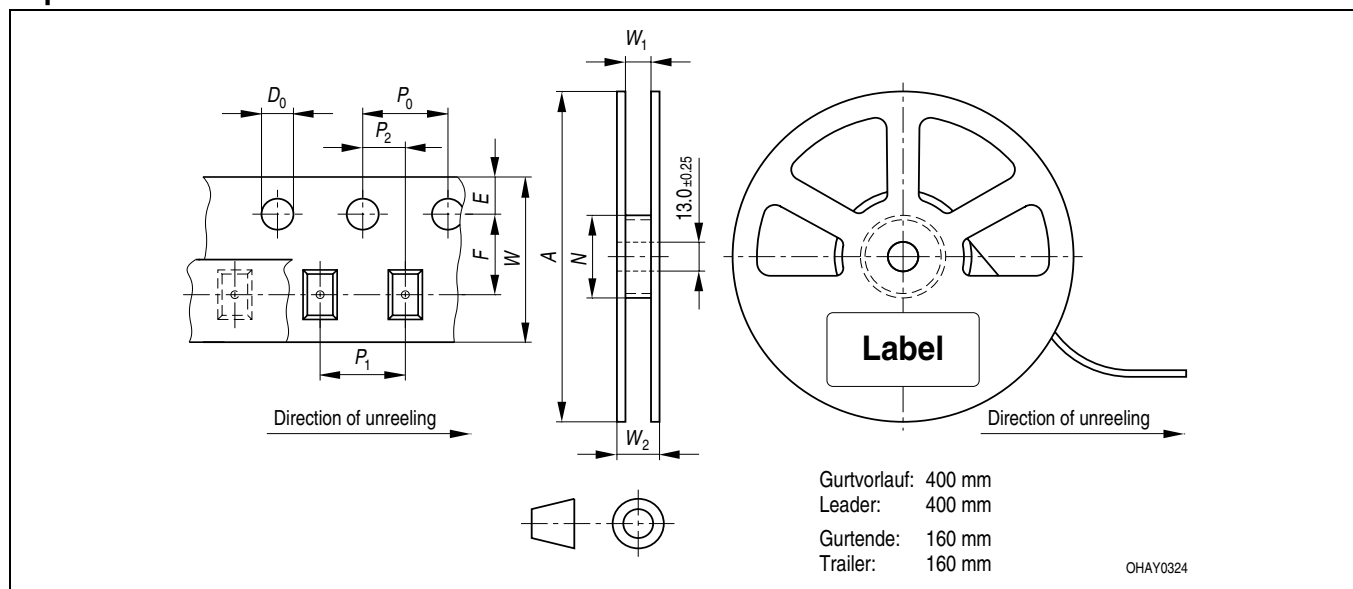 W₁
D₀
P₀
P₂
E
F
W
A
N
13.0 ±0.25
Label
P₁
Direction of unreeling
W₂
Direction of unreeling
Gurtvorlauf: 400 mm
Leader: 400 mm
Gurtende: 160 mm
Trailer: 160 mm
OHAY0324